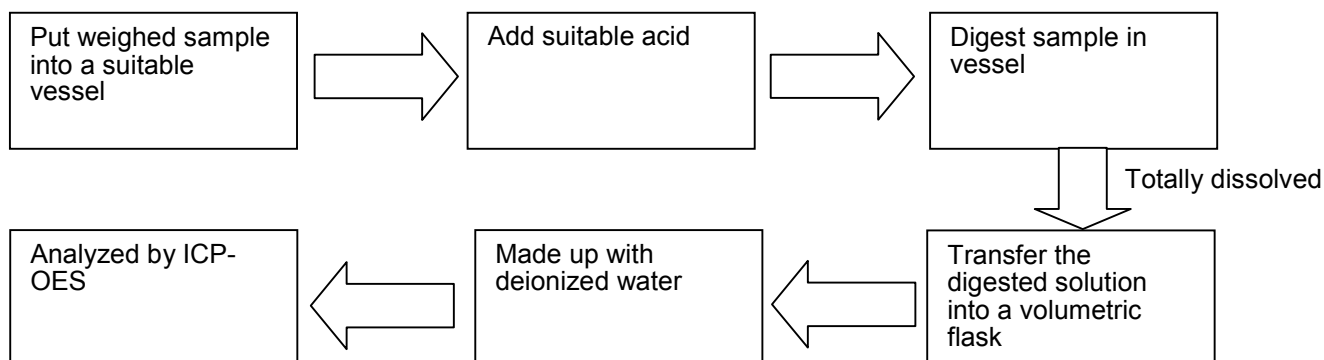 Put weighed sample
into a suitable
vessel
Add suitable acid
Digest sample in
vessel
Totally dissolved
Transfer the
digested solution
into a volumetric
flask
Made up with
deionized water
Analyzed by ICP-
OES